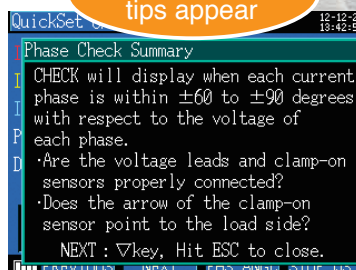 tips appear
QuickSet
12-12-2
13:42:5
Phase Check Summary
CHECK will display when each current
phase is within ±60 to ±90 degrees
with respect to the voltage of
each phase.
·Are the voltage leads and clamp-on
sensors properly connected?
·Does the arrow of the clamp-on
sensor point to the load side?
NEXT : ▽key, Hit ESC to close.